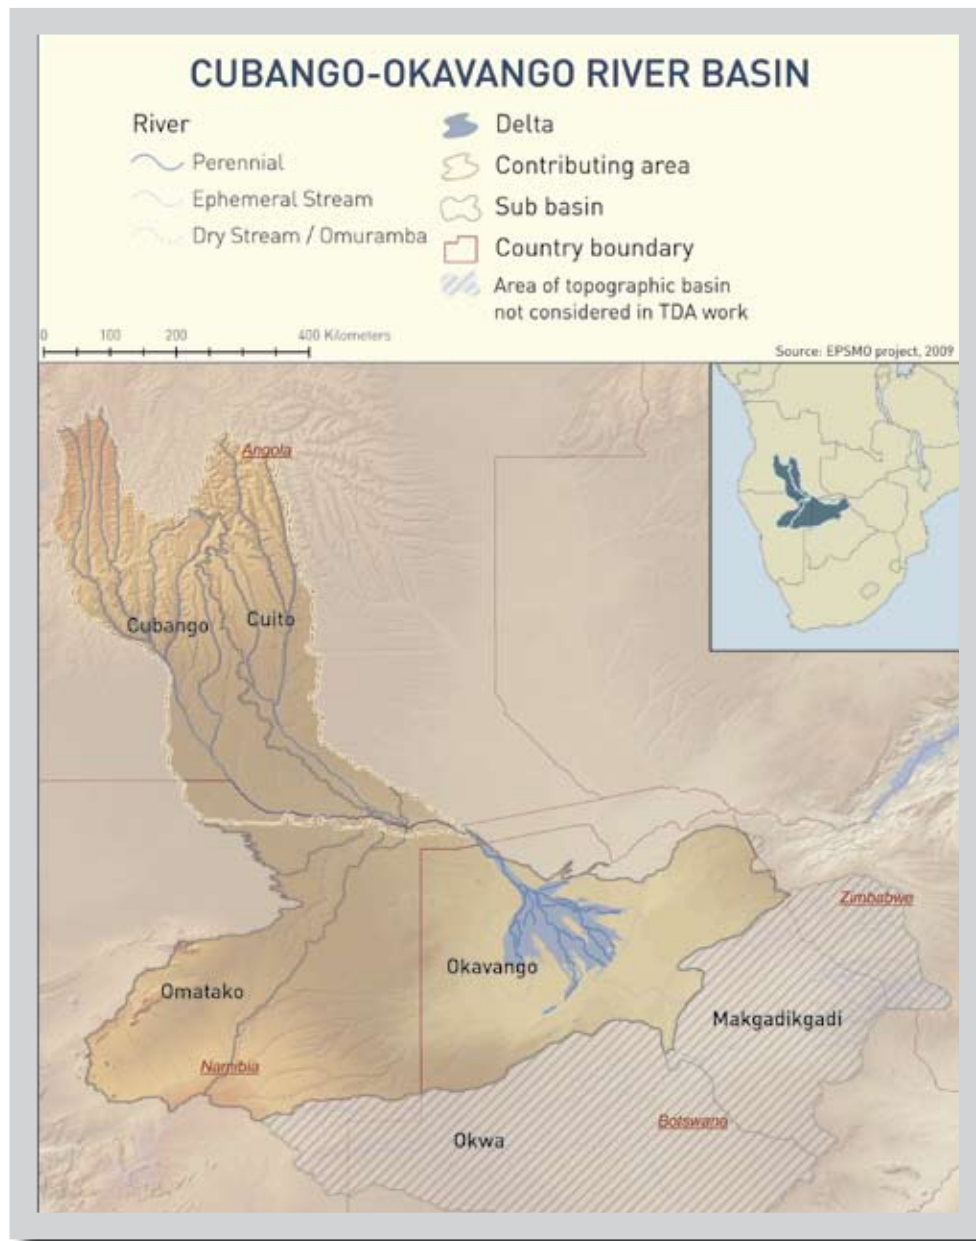 CUBANGO-OKAVANGO RIVER BASIN
River
Perennial
Ephemeral Stream
Dry Stream / Omuramba
Delta
Contributing area
Sub basin
Country boundary
Area of topographic basin
not considered in TDA work
0 100 200 400 Kilometers
Source: EPSMO project, 2009
Angola
Cubango
Cuito
Zimbabwe
Okavango
Omatako
Makgadikgadi
Namibia
Botswana
Okwa